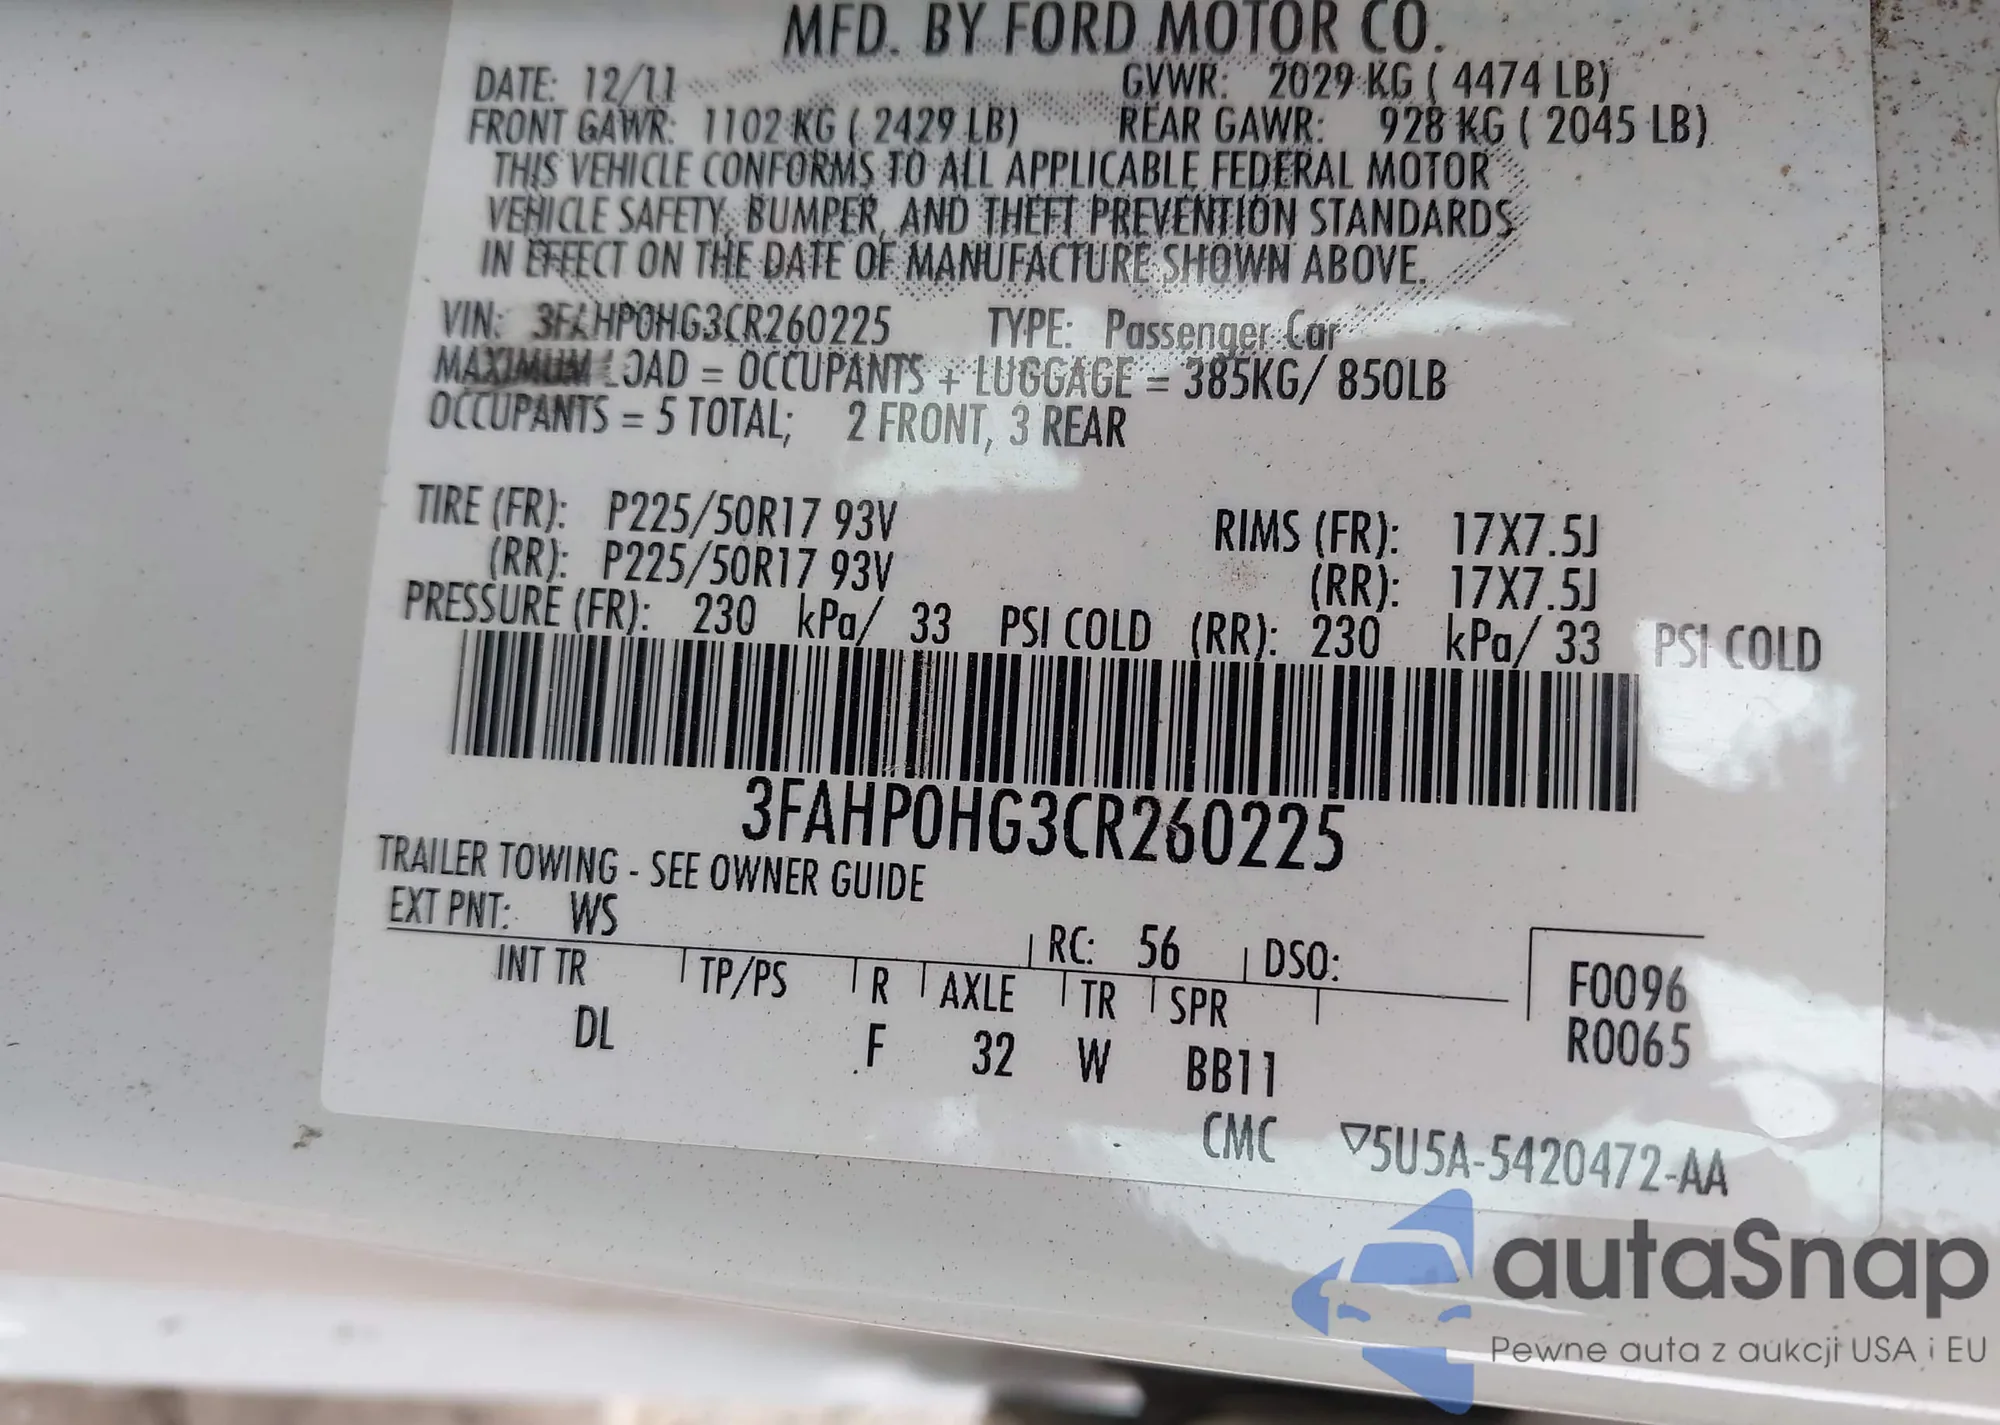 MFD. BY FORD MOTOR CO.
DATE: 12/11 GVWR: 2029 KG ( 4474 LB)
FRONT GAWR: 1102 KG ( 2429 LB) REAR GAWR: 928 KG ( 2045 LB)
THIS VEHICLE CONFORMS TO ALL APPLICABLE FEDERAL MOTOR
VEHICLE SAFETY, BUMPER, AND THEFT PREVENTION STANDARDS
IN EFFECT ON THE DATE OF MANUFACTURE SHOWN ABOVE.
VIN: 3FAHP0HG3CR260225 TYPE: Passenger Car
MAXIMUM LOAD = OCCUPANTS + LUGGAGE = 385KG/ 850LB
OCCUPANTS = 5 TOTAL; 2 FRONT, 3 REAR
TIRE (FR): P225/50R17 93V RIMS (FR): 17X7.5J
(RR): P225/50R17 93V (RR): 17X7.5J
PRESSURE (FR): 230 kPa/ 33 PSI COLD (RR): 230 kPa/ 33 PSI COLD
3FAHP0HG3CR260225
TRAILER TOWING - SEE OWNER GUIDE
EXT PNT: WS RC: 56 DSO:
INT TR TP/PS R AXLE TR SPR F0096
DL F 32 W BB11 R0065
CMC ▽5U5A-5420472-AA
autaSnap
Pewne auta z aukcji USA i EU